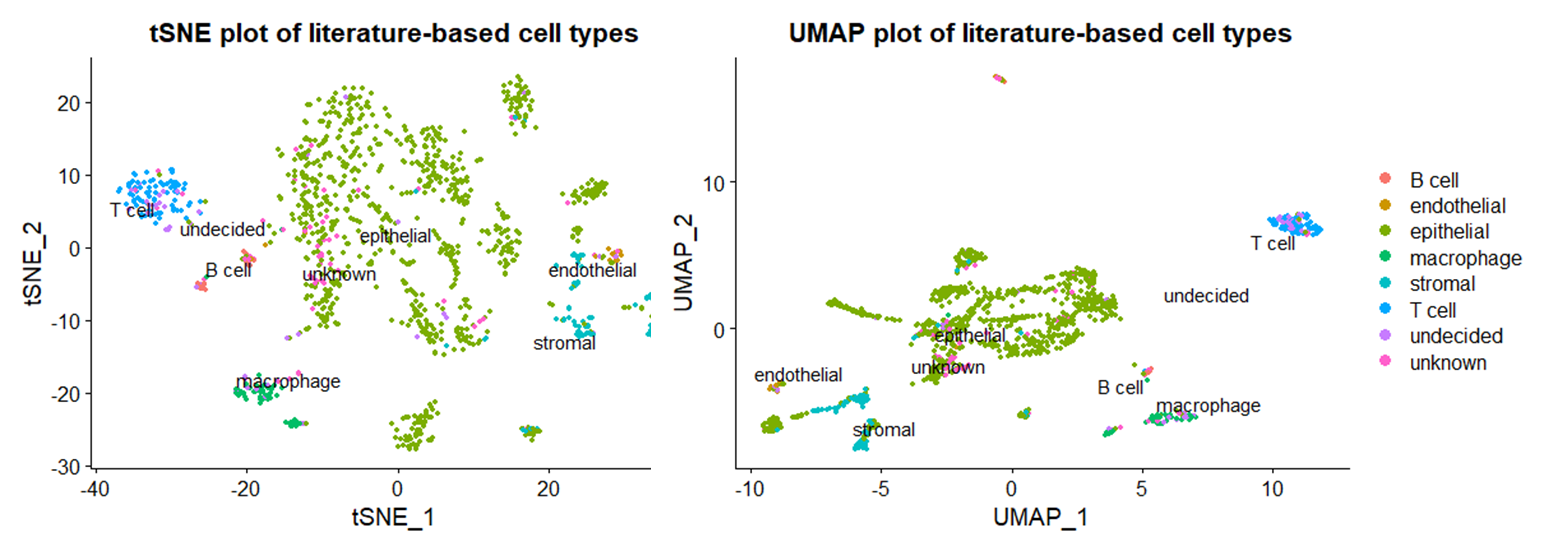 tSNE plot of literature-based cell types
20
10
0
-10
-20
-30
tSNE_2
-40
-20
0
20
tSNE_1
T cell
undecided
B cell
epithelial
unknown
endothelial
stromal
macrophage
UMAP plot of literature-based cell types
10
0
UMAP_2
-10
-5
0
5
10
UMAP_1
T cell
undecided
epithelial
unknown
endothelial
B cell
macrophage
stromal
B cell
endothelial
epithelial
macrophage
stromal
T cell
undecided
unknown